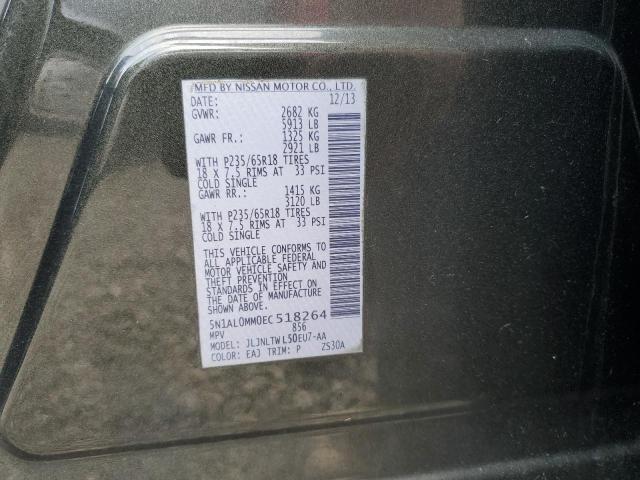 MFD BY NISSAN MOTOR CO., LTD.
DATE: 12/13
GVWR: 2682 KG
5913 LB
GAWR FR.: 1325 KG
2921 LB
WITH P235/65R18 TIRES
18 X 7.5 RIMS AT 33 PSI
COLD SINGLE
GAWR RR.: 1415 KG
3120 LB
WITH P235/65R18 TIRES
18 X 7.5 RIMS AT 33 PSI
COLD SINGLE
THIS VEHICLE CONFORMS TO
ALL APPLICABLE FEDERAL
MOTOR VEHICLE SAFETY AND
THEFT PREVENTION
STANDARDS IN EFFECT ON
THE DATE OF MANUFACTURE
SHOWN ABOVE.
5N1AL0MM0EC518264
MPV 856
MODEL: JLJNLTWL50EU7-AA
COLOR: EAJ TRIM: P ZS30A